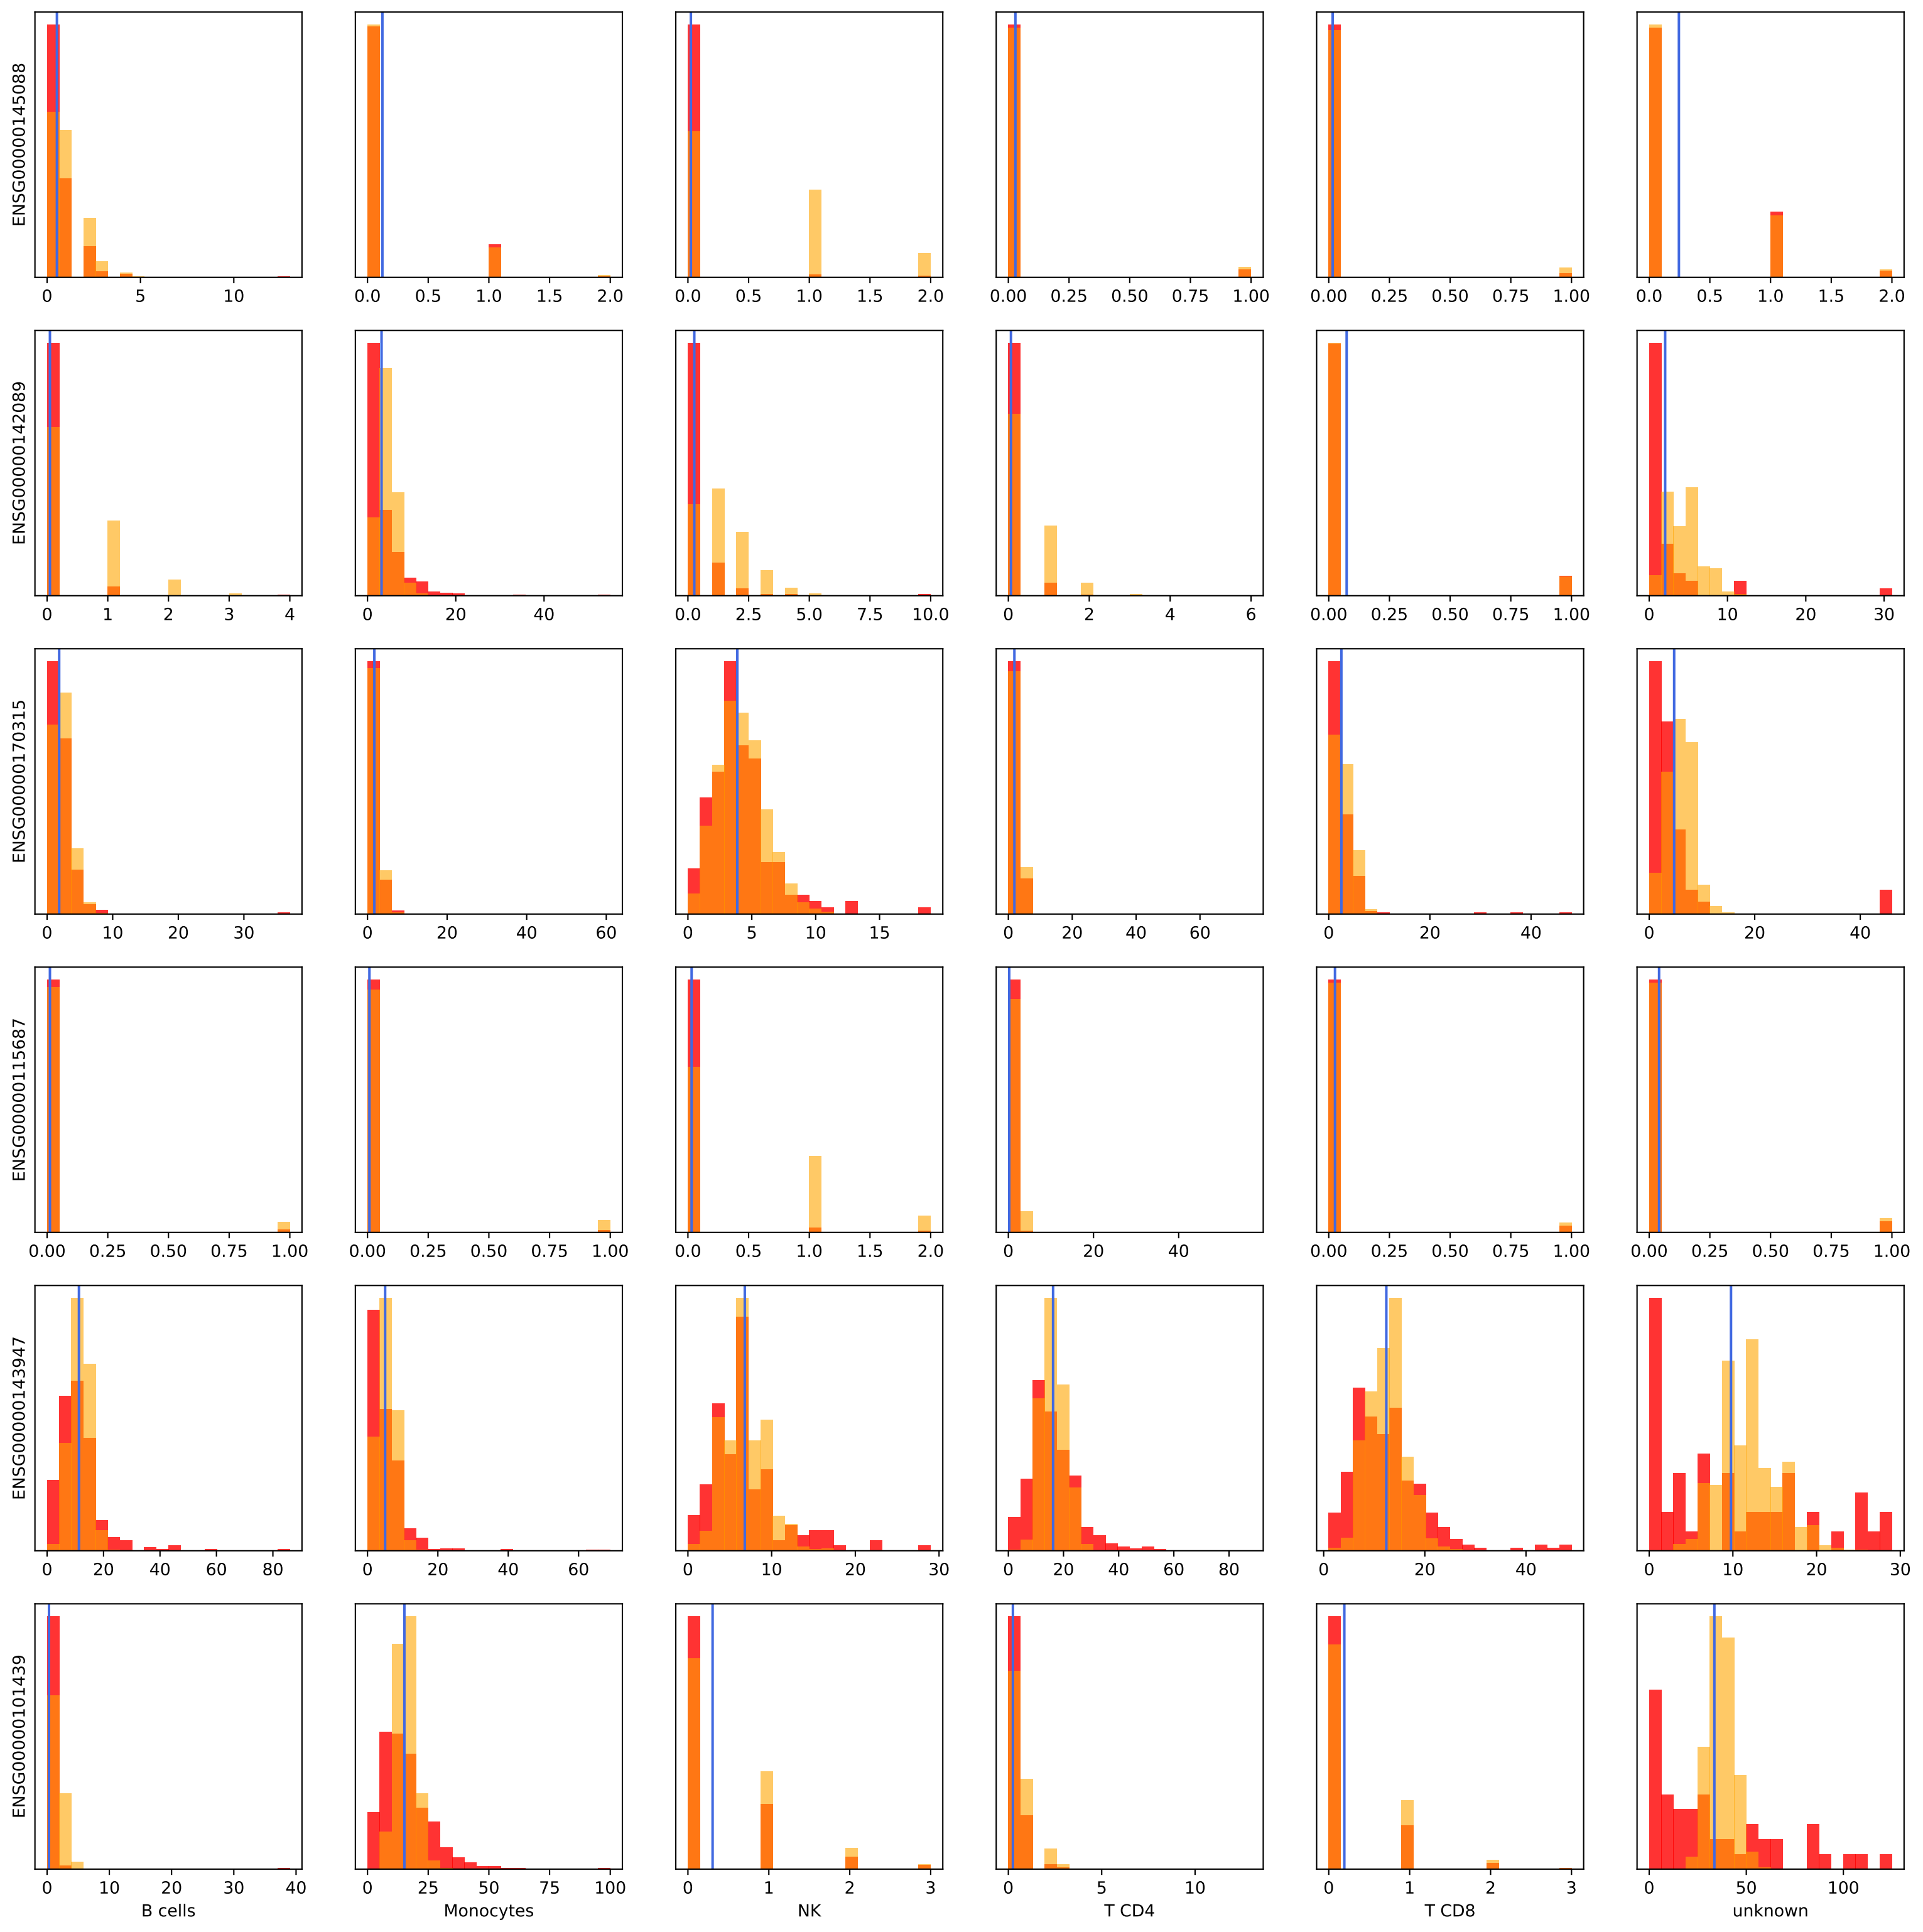 ENSG00000145088
0 5 10
0.0 0.5 1.0 1.5 2.0
0.0 0.5 1.0 1.5 2.0
0.00 0.25 0.50 0.75 1.00
0.00 0.25 0.50 0.75 1.00
0.0 0.5 1.0 1.5 2.0
ENSG00000142089
0 1 2 3 4
0 20 40
0.0 2.5 5.0 7.5 10.0
0 2 4 6
0.00 0.25 0.50 0.75 1.00
0 10 20 30
ENSG00000170315
0 10 20 30
0 20 40 60
0 5 10 15
0 20 40 60
0 20 40
0 20 40
ENSG00000115687
0.00 0.25 0.50 0.75 1.00
0.00 0.25 0.50 0.75 1.00
0.0 0.5 1.0 1.5 2.0
0 20 40
0.00 0.25 0.50 0.75 1.00
0.00 0.25 0.50 0.75 1.00
ENSG00000143947
0 20 40 60 80
0 20 40 60
0 10 20 30
0 20 40 60 80
0 20 40
0 10 20 30
ENSG00000101439
0 10 20 30 40
0 25 50 75 100
0 1 2 3
0 5 10
0 1 2 3
0 50 100
B cells
Monocytes
NK
T CD4
T CD8
unknown